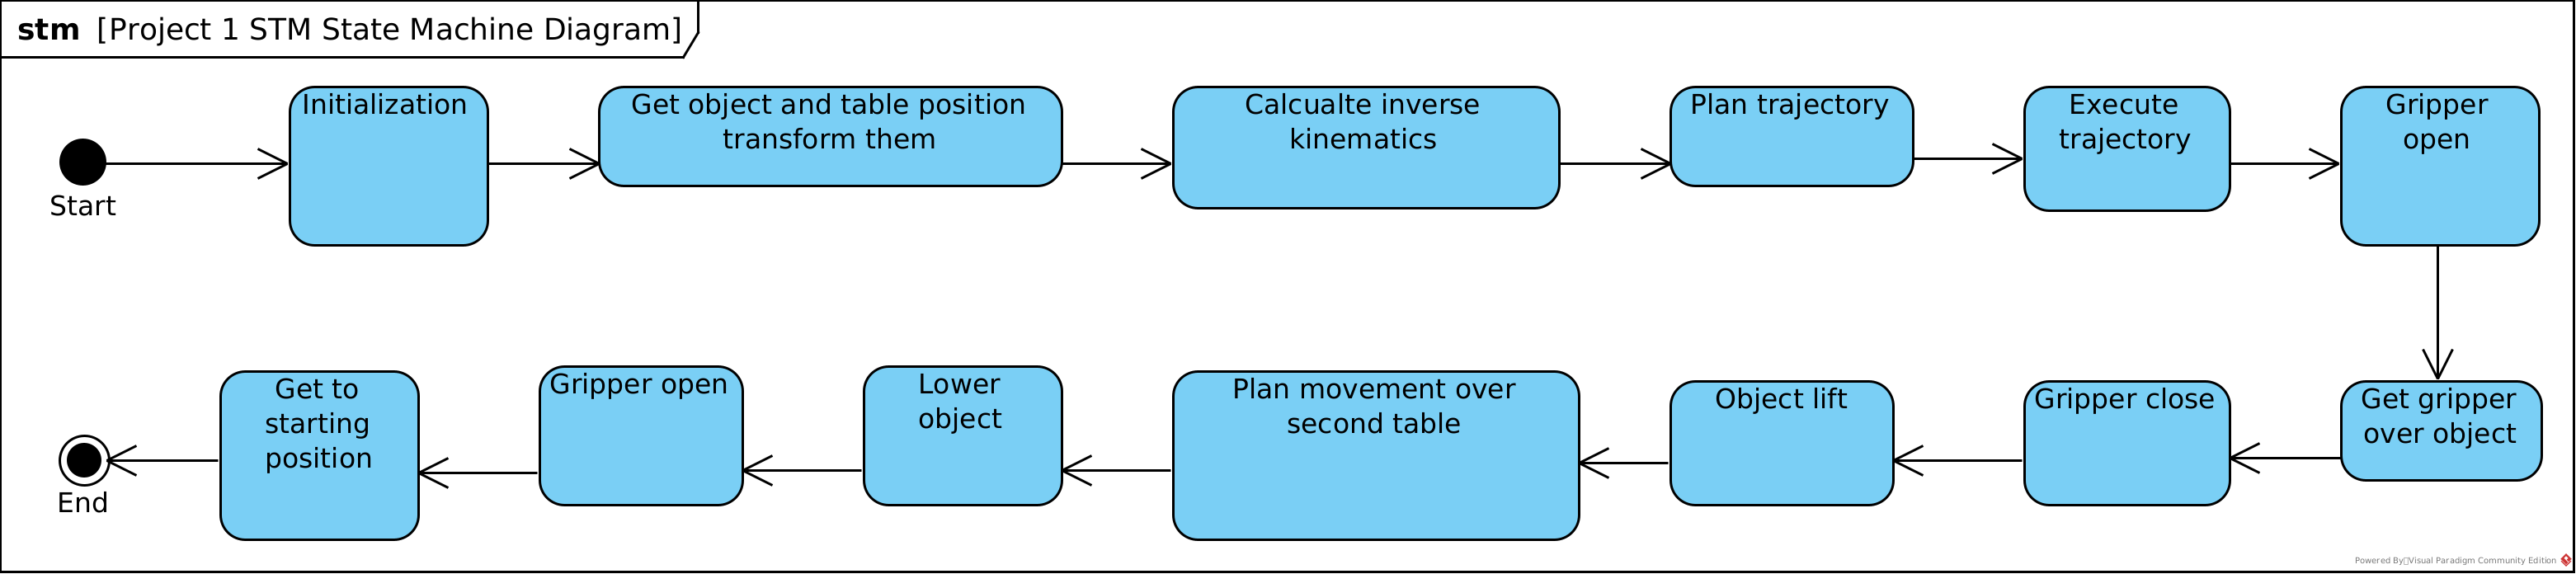 stm [Project 1 STM State Machine Diagram]
Start
Initialization
Get object and table position
transform them
Calcualte inverse
kinematics
Plan trajectory
Execute
trajectory
Gripper
open
Get gripper
over object
Gripper close
Object lift
Plan movement over
second table
Lower
object
Gripper open
Get to
starting
position
End
Powered By Visual Paradigm Community Edition